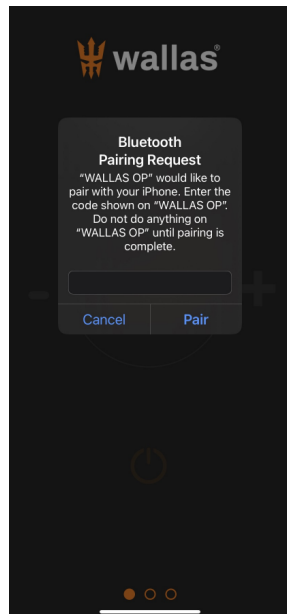 wallas®
Bluetooth
Pairing Request
"WALLAS OP" would like to
pair with your iPhone. Enter the
code shown on "WALLAS OP".
Do not do anything on
"WALLAS OP" until pairing is
complete.
- +
Cancel Pair